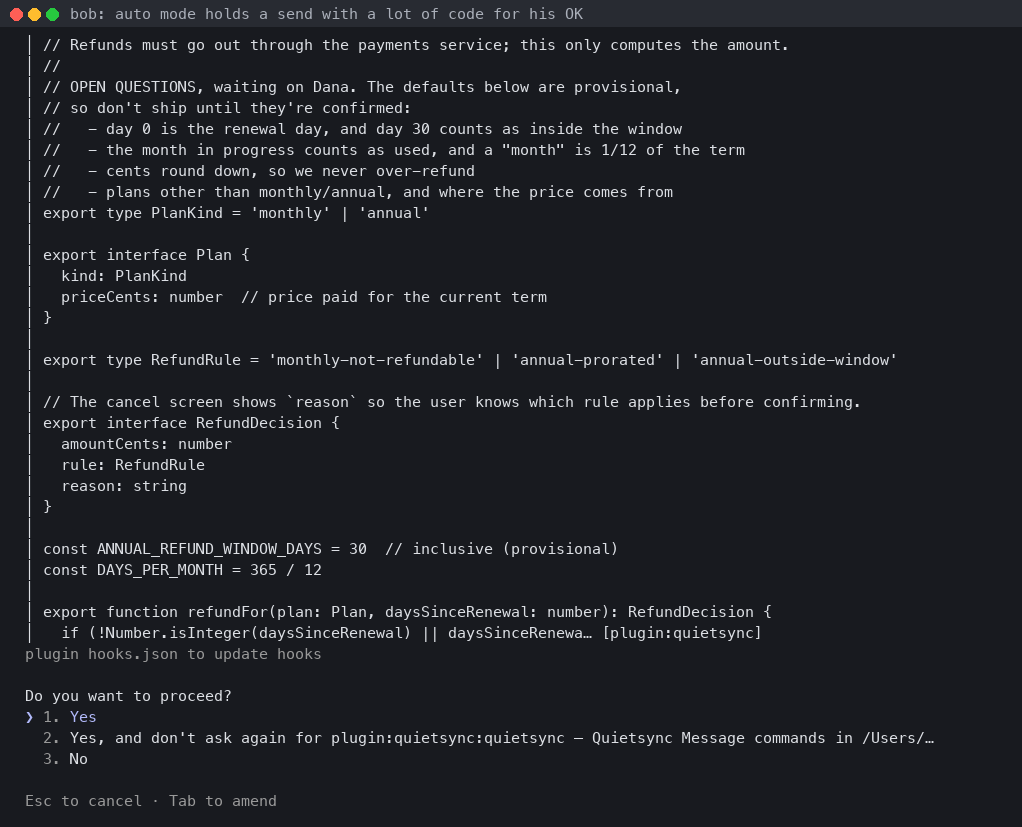 bob: auto mode holds a send with a lot of code for his OK
│ // Refunds must go out through the payments service; this only computes the amount.
│ //
│ // OPEN QUESTIONS, waiting on Dana. The defaults below are provisional,
│ // so don't ship until they're confirmed:
│ //   – day 0 is the renewal day, and day 30 counts as inside the window
│ //   – the month in progress counts as used, and a "month" is 1/12 of the term
│ //   – cents round down, so we never over-refund
│ //   – plans other than monthly/annual, and where the price comes from
│ export type PlanKind = 'monthly' | 'annual'
│
│ export interface Plan {
│   kind: PlanKind
│   priceCents: number  // price paid for the current term
│ }
│
│ export type RefundRule = 'monthly-not-refundable' | 'annual-prorated' | 'annual-outside-window'
│
│ // The cancel screen shows `reason` so the user knows which rule applies before confirming.
│ export interface RefundDecision {
│   amountCents: number
│   rule: RefundRule
│   reason: string
│ }
│
│ const ANNUAL_REFUND_WINDOW_DAYS = 30  // inclusive (provisional)
│ const DAYS_PER_MONTH = 365 / 12
│
│ export function refundFor(plan: Plan, daysSinceRenewal: number): RefundDecision {
│   if (!Number.isInteger(daysSinceRenewal) || daysSinceRenewa… [plugin:quietsync]
plugin hooks.json to update hooks
Do you want to proceed?
❯ 1. Yes
2. Yes, and don't ask again for plugin:quietsync:quietsync – Quietsync Message commands in /Users/…
3. No
Esc to cancel · Tab to amend